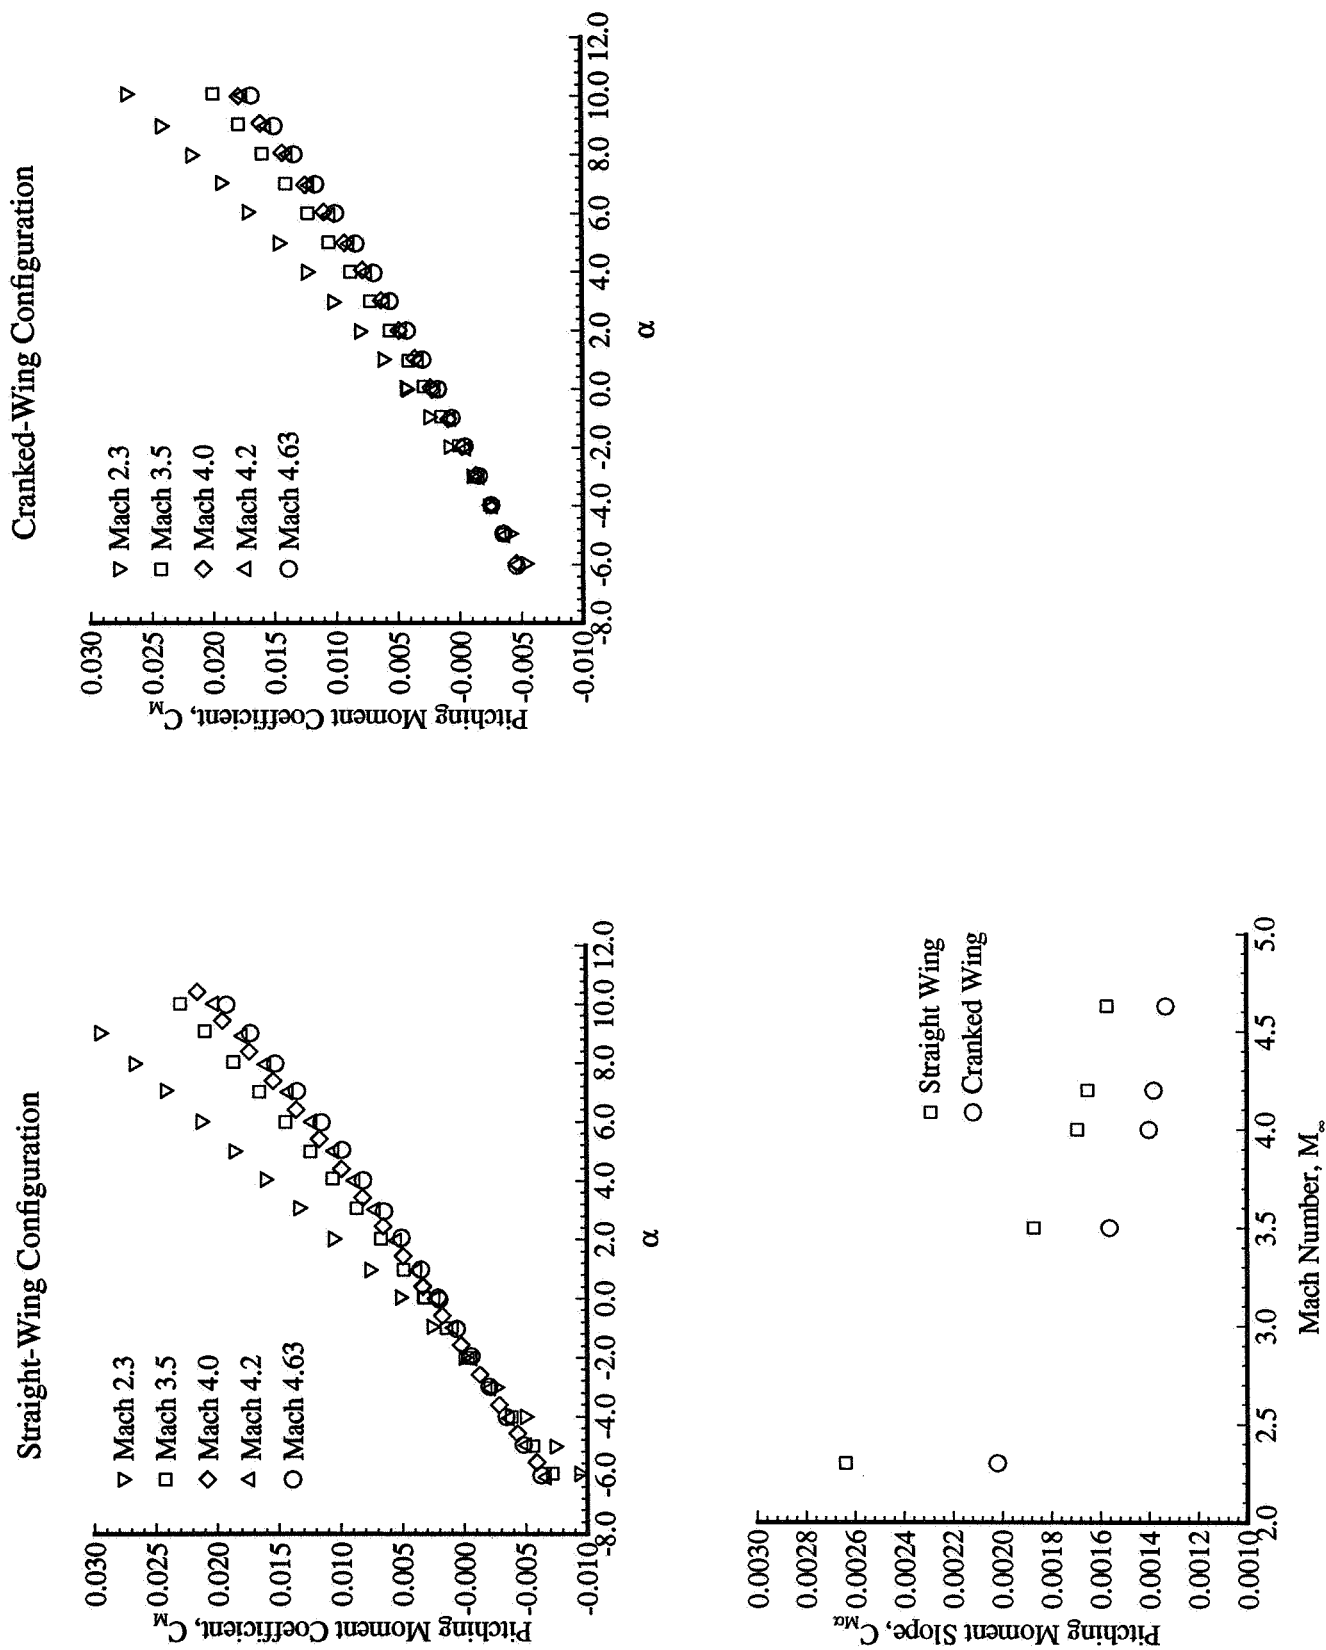 Straight-Wing Configuration
Mach 2.3
Mach 3.5
Mach 4.0
Mach 4.2
Mach 4.63
Pitching Moment Coefficient, C_M
0.030
0.025
0.020
0.015
0.010
0.005
-0.000
-0.005
-0.010
-8.0 -6.0 -4.0 -2.0 0.0 2.0 4.0 6.0 8.0 10.0 12.0
α
Cranked-Wing Configuration
Mach 2.3
Mach 3.5
Mach 4.0
Mach 4.2
Mach 4.63
Pitching Moment Coefficient, C_M
0.030
0.025
0.020
0.015
0.010
0.005
-0.000
-0.005
-0.010
-8.0 -6.0 -4.0 -2.0 0.0 2.0 4.0 6.0 8.0 10.0 12.0
α
Straight Wing
Cranked Wing
Pitching Moment Slope, C_Mα
0.0030
0.0028
0.0026
0.0024
0.0022
0.0020
0.0018
0.0016
0.0014
0.0012
0.0010
2.0 2.5 3.0 3.5 4.0 4.5 5.0
Mach Number, M_∞